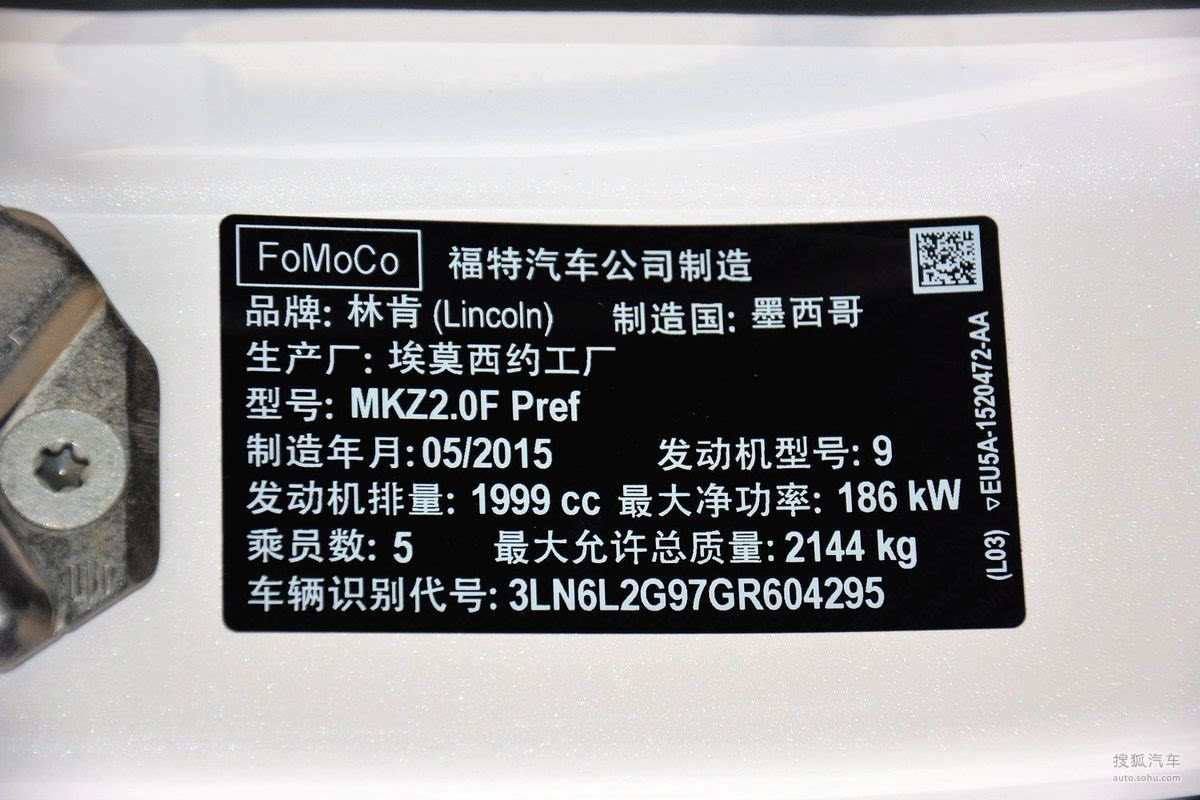 FoMoCo 福特汽车公司制造
品牌: 林肯 (Lincoln) 制造国: 墨西哥
生产厂: 埃莫西约工厂
型号: MKZ2.0F Pref
制造年月: 05/2015 发动机型号: 9
发动机排量: 1999 cc 最大净功率: 186 kW
乘员数: 5 最大允许总质量: 2144 kg
车辆识别代号: 3LN6L2G97GR604295
(L03) ▽EU5A-1520472-AA
搜狐汽车
auto.sohu.com